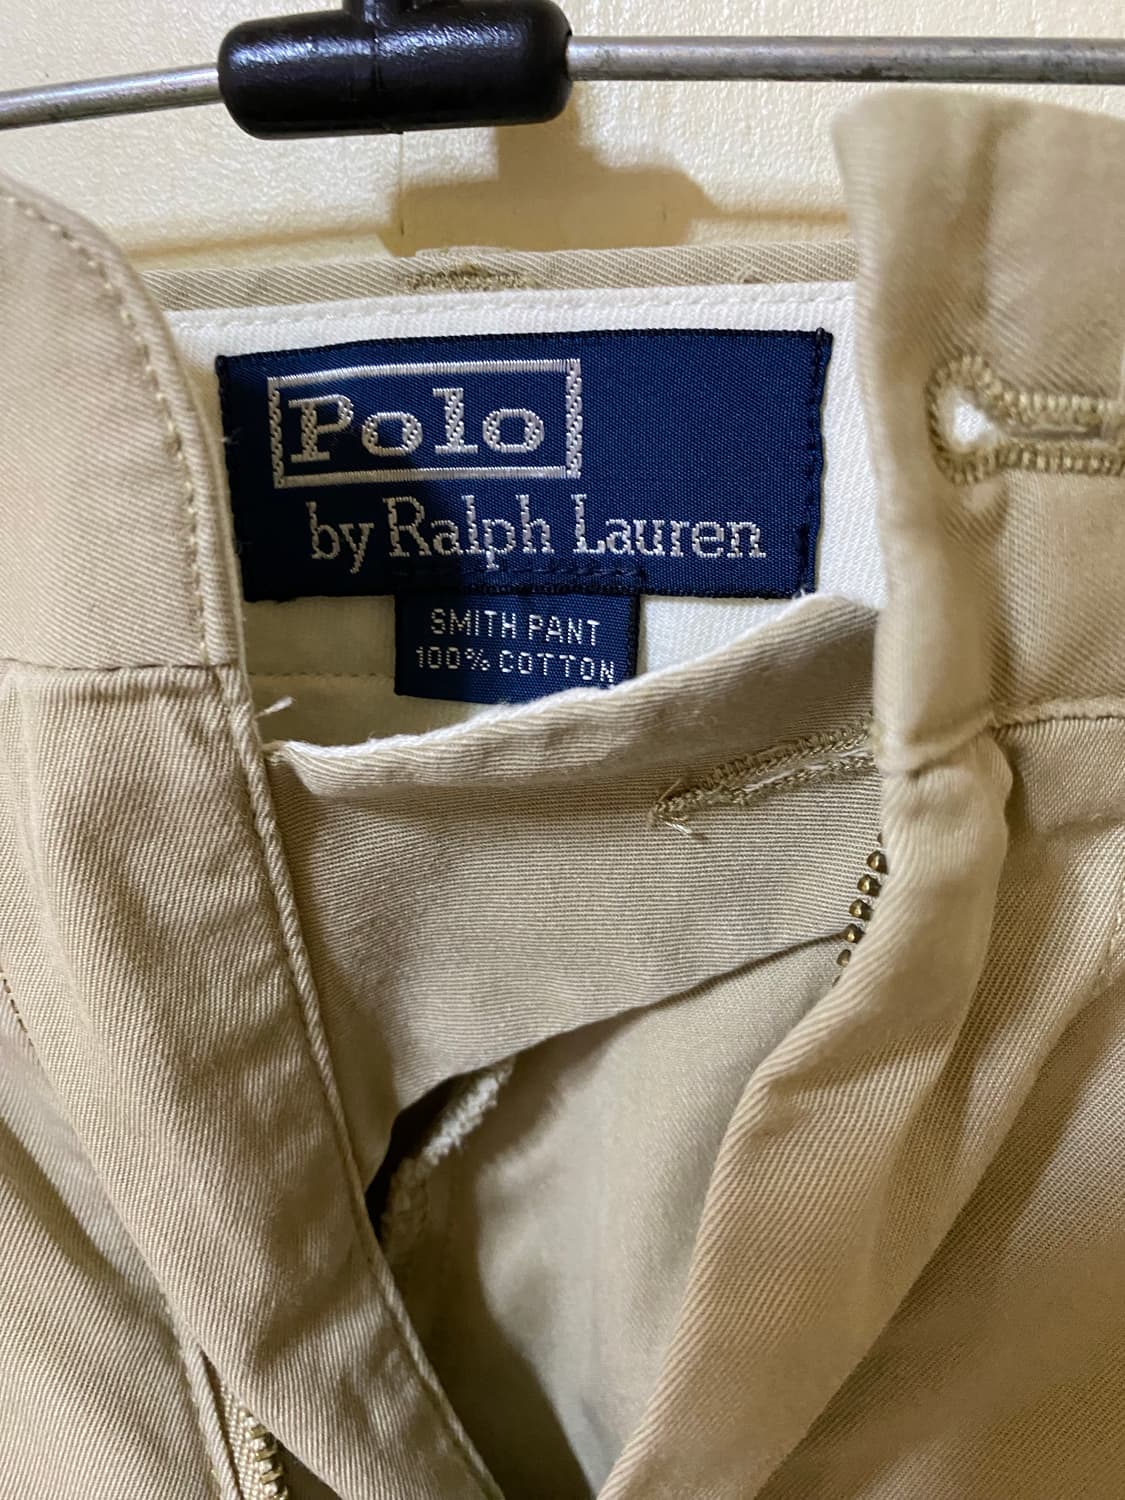 Polo
by Ralph Lauren
SMITH PANT
100% COTTON